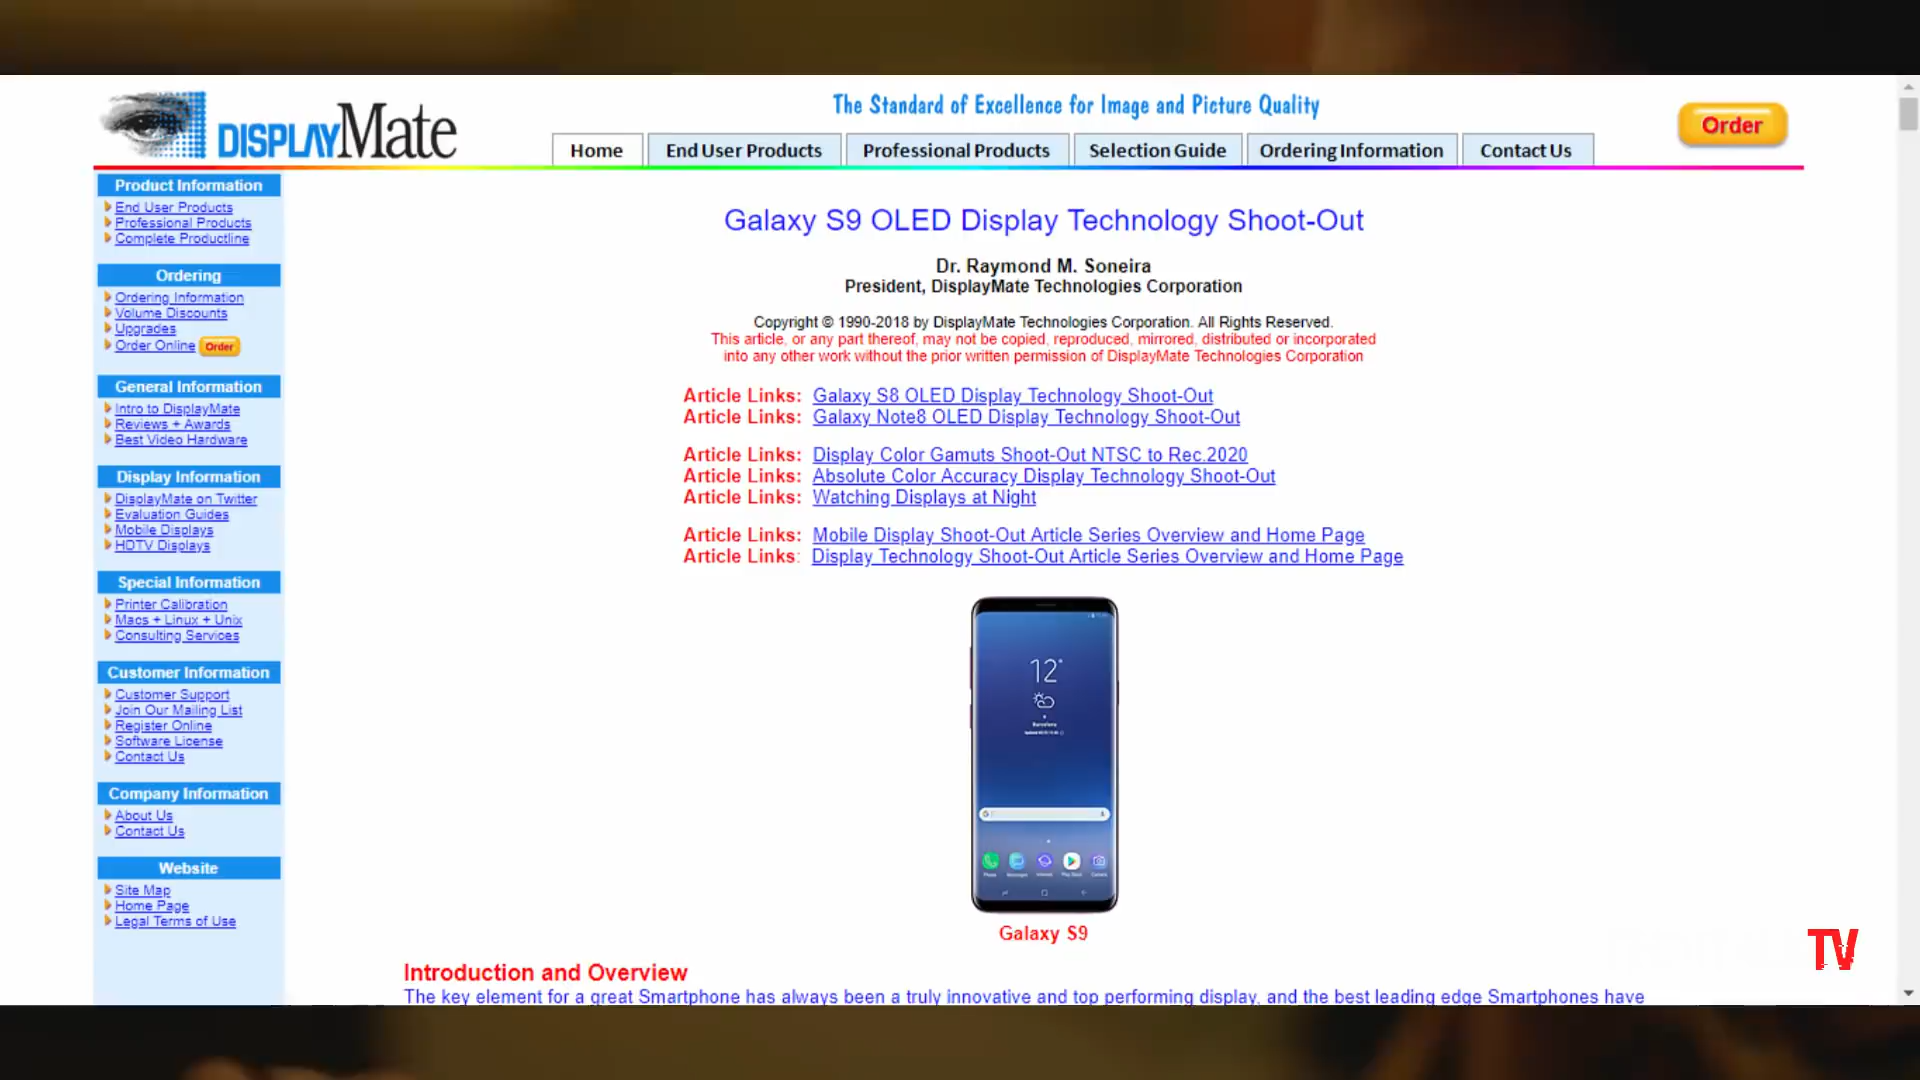 DISPLAYMate
The Standard of Excellence for Image and Picture Quality
Order
Home
End User Products
Professional Products
Selection Guide
Ordering Information
Contact Us
Product Information
End User Products
Professional Products
Complete Productline
Ordering
Ordering Information
Volume Discounts
Upgrades
Order Online Order
General Information
Intro to DisplayMate
Reviews + Awards
Best Video Hardware
Display Information
DisplayMate on Twitter
Evaluation Guides
Mobile Displays
HDTV Displays
Special Information
Printer Calibration
Macs + Linux + Unix
Consulting Services
Customer Information
Customer Support
Join Our Mailing List
Register Online
Software License
Contact Us
Company Information
About Us
Contact Us
Website
Site Map
Home Page
Legal Terms of Use
Galaxy S9 OLED Display Technology Shoot-Out
Dr. Raymond M. Soneira
President, DisplayMate Technologies Corporation
Copyright © 1990-2018 by DisplayMate Technologies Corporation. All Rights Reserved.
This article, or any part thereof, may not be copied, reproduced, mirrored, distributed or incorporated
into any other work without the prior written permission of DisplayMate Technologies Corporation
Article Links: Galaxy S8 OLED Display Technology Shoot-Out
Article Links: Galaxy Note8 OLED Display Technology Shoot-Out
Article Links: Display Color Gamuts Shoot-Out NTSC to Rec.2020
Article Links: Absolute Color Accuracy Display Technology Shoot-Out
Article Links: Watching Displays at Night
Article Links: Mobile Display Shoot-Out Article Series Overview and Home Page
Article Links: Display Technology Shoot-Out Article Series Overview and Home Page
12°
Barcelona
Phone Messages Internet Play Store Camera
Galaxy S9
Introduction and Overview
The key element for a great Smartphone has always been a truly innovative and top performing display, and the best leading edge Smartphones have
TV